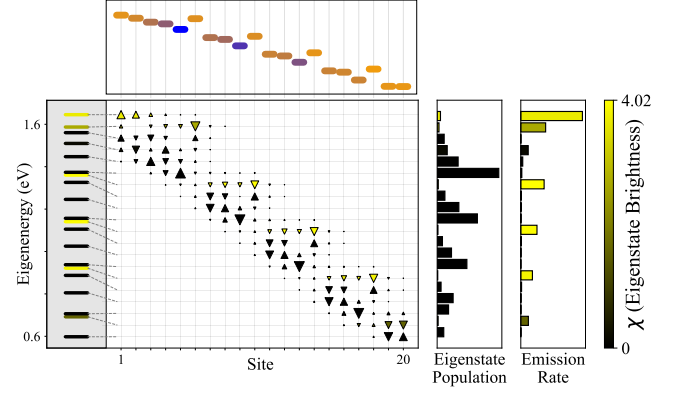 4.02
1.6
Eigenenergy (eV)
χ (Eigenstate Brightness)
0.6
0
1
Site
20
Eigenstate
Population
Emission
Rate